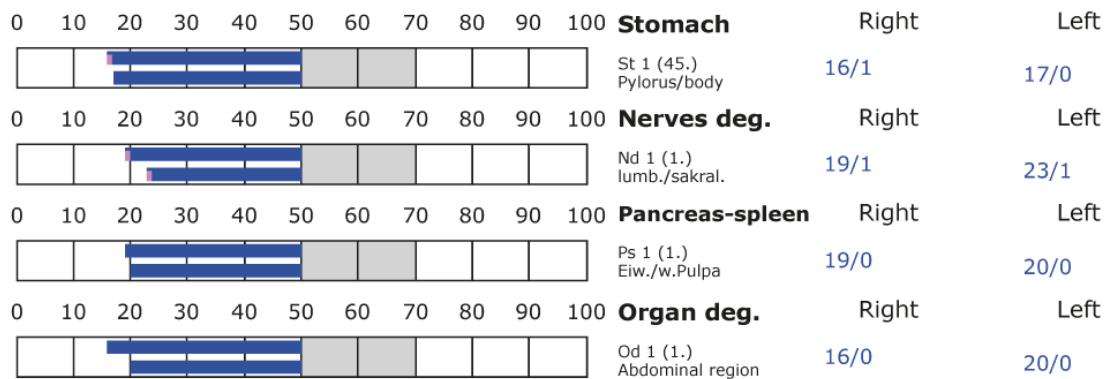 0 10 20 30 40 50 60 70 80 90 100 Stomach Right Left
St 1 (45.)
Pylorus/body
16/1 17/0
0 10 20 30 40 50 60 70 80 90 100 Nerves deg. Right Left
Nd 1 (1.)
lumb./sakral.
19/1 23/1
0 10 20 30 40 50 60 70 80 90 100 Pancreas-spleen Right Left
Ps 1 (1.)
Eiw./w.Pulpa
19/0 20/0
0 10 20 30 40 50 60 70 80 90 100 Organ deg. Right Left
Od 1 (1.)
Abdominal region
16/0 20/0